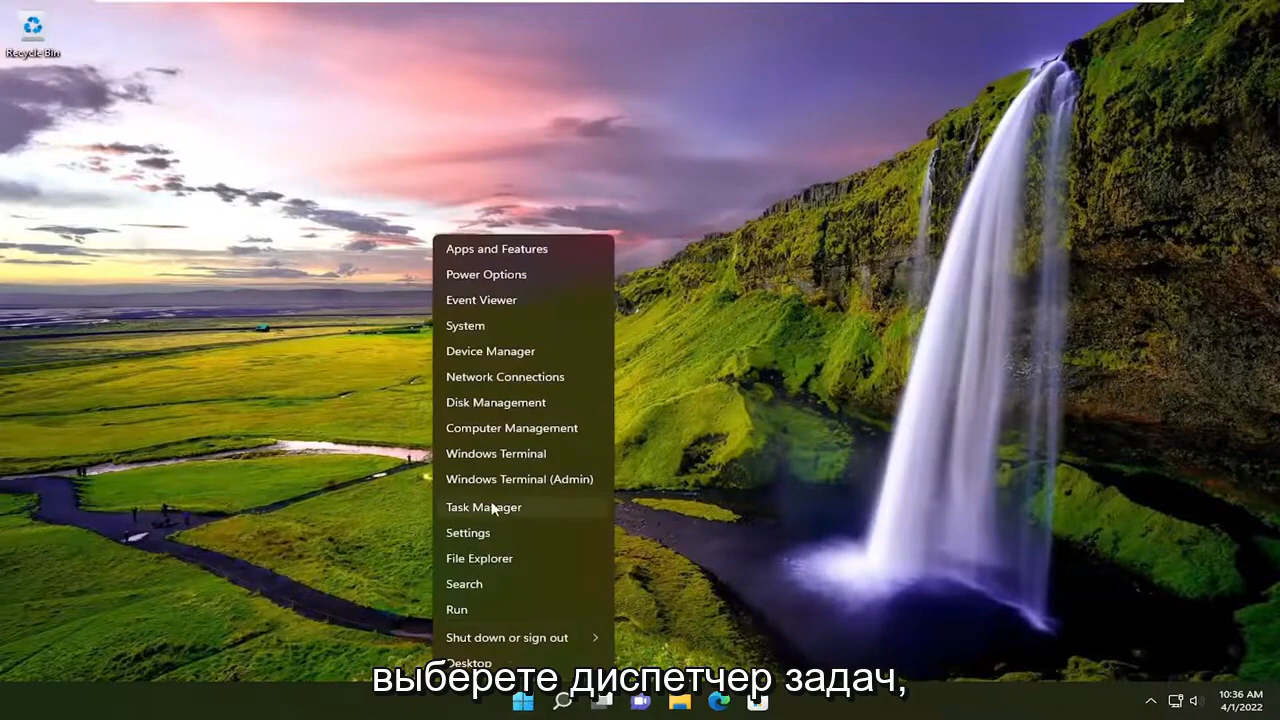 Recycle Bin
Apps and Features
Power Options
Event Viewer
System
Device Manager
Network Connections
Disk Management
Computer Management
Windows Terminal
Windows Terminal (Admin)
Task Manager
Settings
File Explorer
Search
Run
Shut down or sign out
Desktop
выберете диспетчер задач,
10:36 AM
4/1/2022